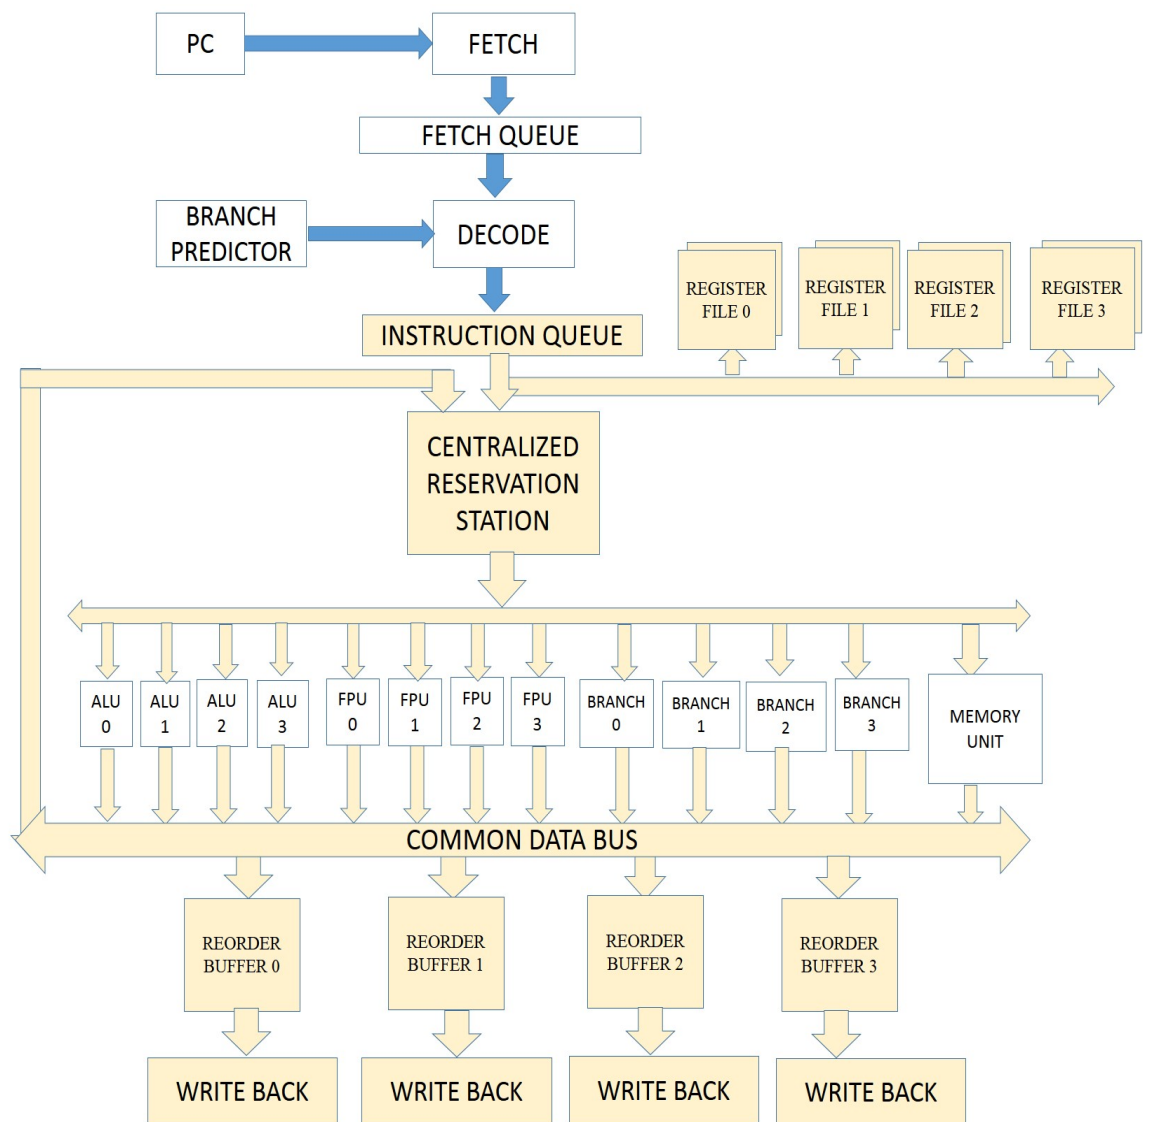 PC
FETCH
FETCH QUEUE
BRANCH
PREDICTOR
DECODE
REGISTER
FILE 0
REGISTER
FILE 1
REGISTER
FILE 2
REGISTER
FILE 3
INSTRUCTION QUEUE
CENTRALIZED
RESERVATION
STATION
ALU
0
ALU
1
ALU
2
ALU
3
FPU
0
FPU
1
FPU
2
FPU
3
BRANCH
0
BRANCH
1
BRANCH
2
BRANCH
3
MEMORY
UNIT
COMMON DATA BUS
REORDER
BUFFER 0
REORDER
BUFFER 1
REORDER
BUFFER 2
REORDER
BUFFER 3
WRITE BACK
WRITE BACK
WRITE BACK
WRITE BACK